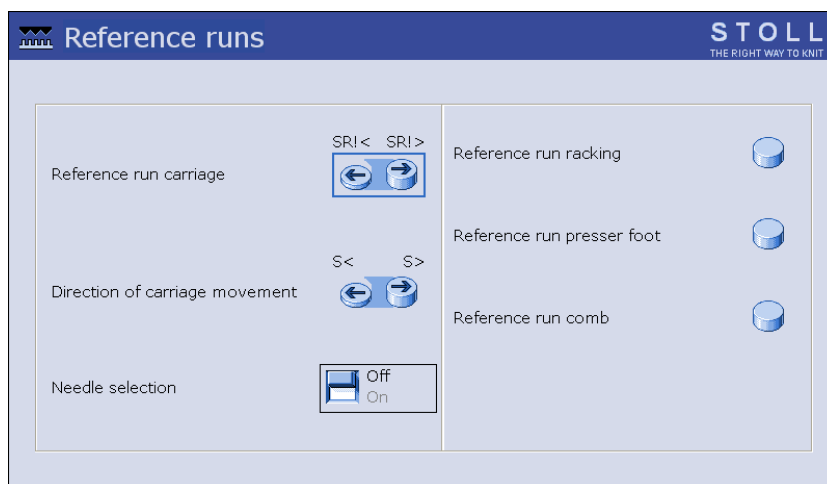 Reference runs
STOLL
THE RIGHT WAY TO KNIT
SR!< SR!>
Reference run carriage
S< S>
Direction of carriage movement
Needle selection
Off
On
Reference run racking
Reference run presser foot
Reference run comb